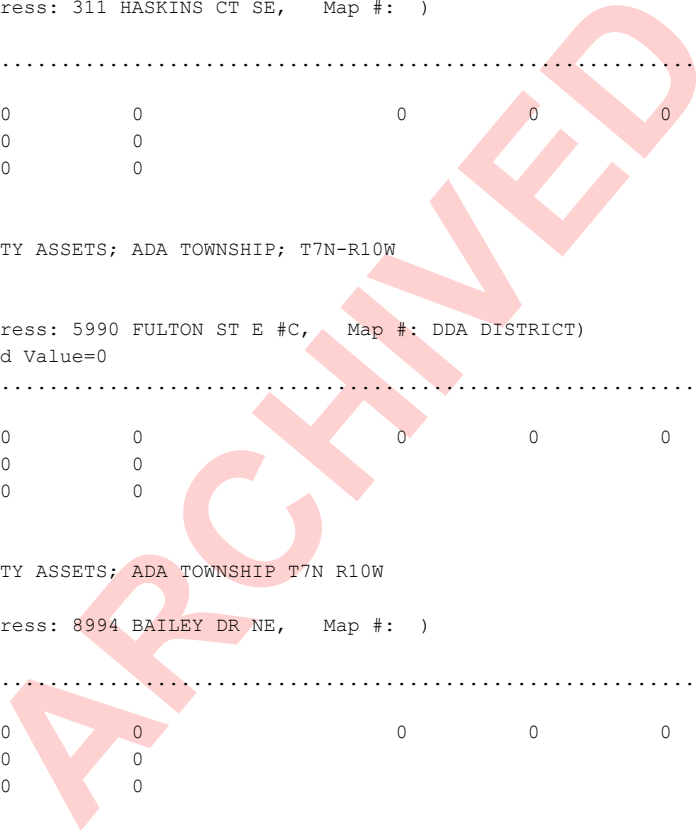 ress: 311 HASKINS CT SE,   Map #:  )
..........................................................
0          0                     0          0          0
0          0
0          0
TY ASSETS; ADA TOWNSHIP; T7N-R10W
ress: 5990 FULTON ST E #C,   Map #: DDA DISTRICT)
d Value=0
..........................................................
0          0                     0          0          0
0          0
0          0
TY ASSETS; ADA TOWNSHIP T7N R10W
ress: 8994 BAILEY DR NE,   Map #:  )
..........................................................
0          0                     0          0          0
0          0
0          0
ARCHIVED